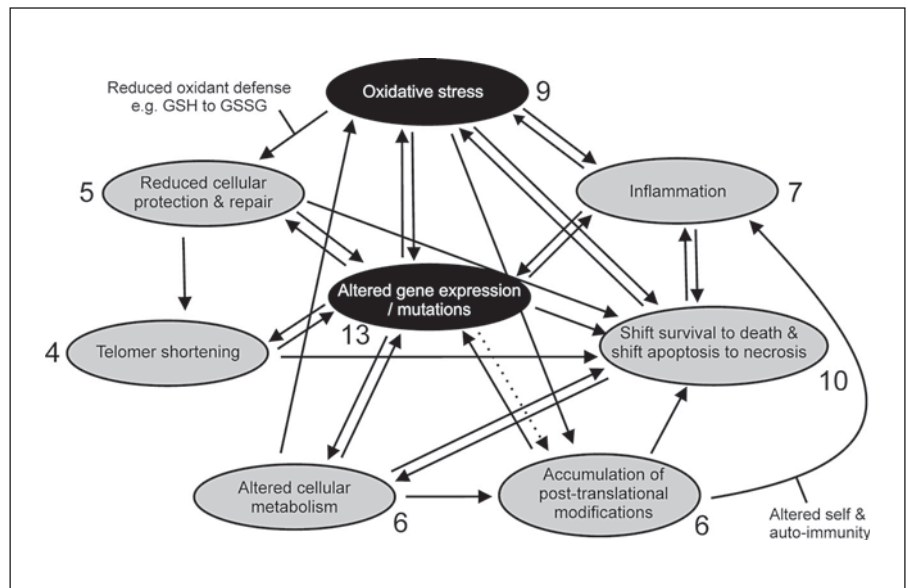 Reduced oxidant defense
e.g. GSH to GSSG
Oxidative stress
9
5
Reduced cellular
protection & repair
Inflammation
7
Altered gene expression
/ mutations
13
4
Telomer shortening
Shift survival to death &
shift apoptosis to necrosis
10
Altered cellular
metabolism
6
Accumulation of
post-translational
modifications
6
Altered self &
auto-immunity